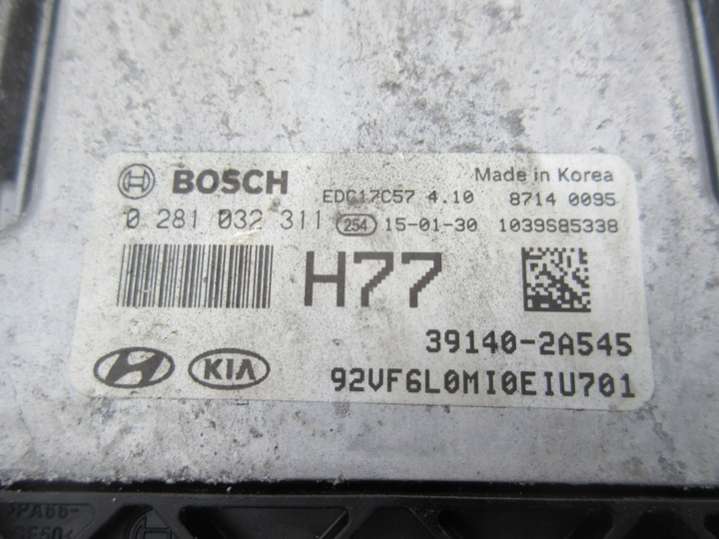 BOSCH
Made in Korea
EDC17C57 4.10 8714 0095
0 281 032 311 254 15-01-30 1039S85338
H77
39140-2A545
KIA
92VF6L0MI0EIU701